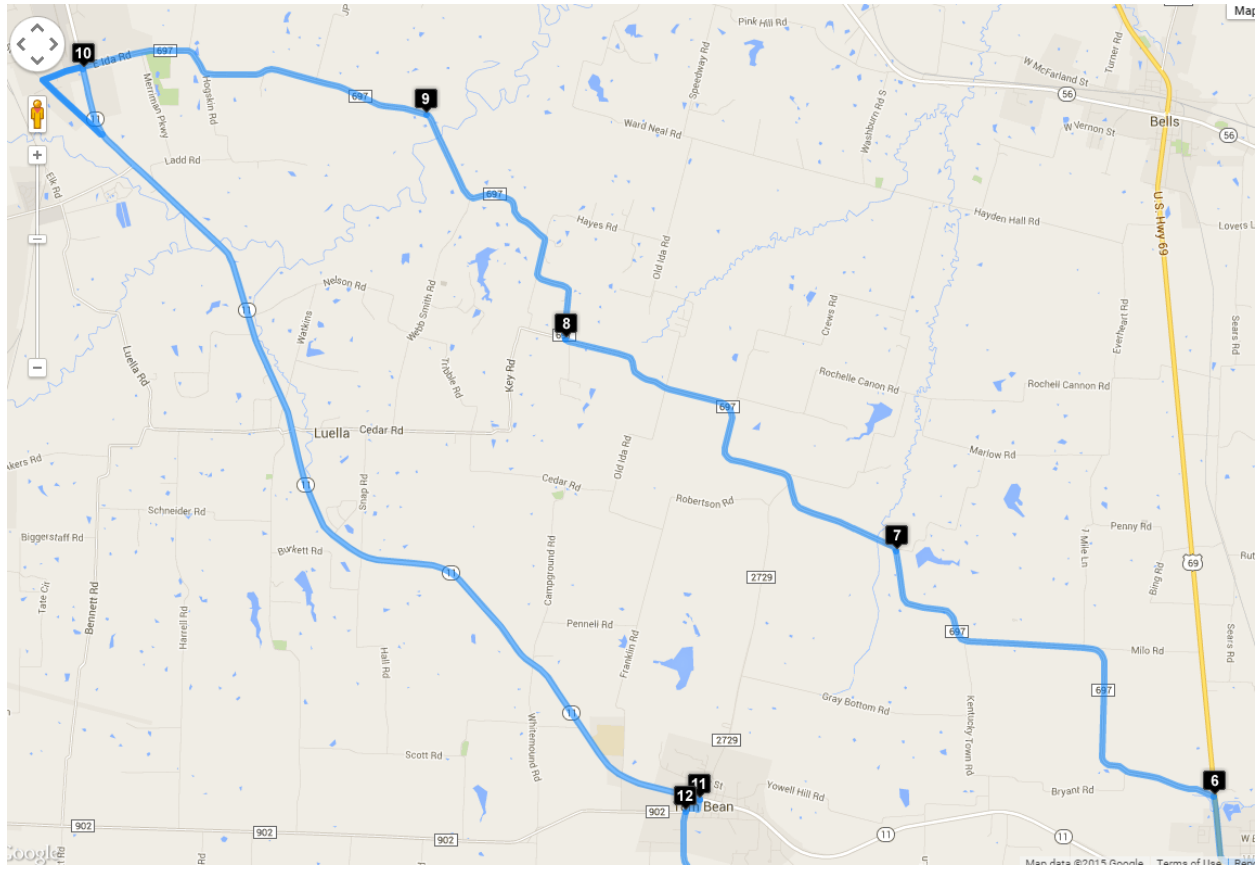 Map
Pink Hill Rd
10
E Ida Rd
697
Speedway Rd
Turner Rd
W McFarland St
56
Hogskin Rd
Merriman Pkwy
697
9
Washburn Rd S
Bells
11
Ward Neal Rd
W Vernon St
56
Ladd Rd
Elk Rd
697
U.S. Hwy 69
Hayes Rd
Hayden Hall Rd
Lovers L
Old Ida Rd
Nelson Rd
11
Webb Smith Rd
Watkins
Crews Rd
Everheart Rd
Sears Rd
8
Luella Rd
Tribble Rd
Key Rd
Rochelle Canon Rd
Rochell Cannon Rd
697
Luella
Cedar Rd
Old Ida Rd
Marlow Rd
Akers Rd
11
Snap Rd
Cedar Rd
Robertson Rd
Schneider Rd
Penny Rd
7
Biggerstaff Rd
Burkett Rd
Campground Rd
11
2729
Bing Rd
69
Tate Cir
Bennett Rd
Harrell Rd
Pennell Rd
Franklin Rd
697
Milo Rd
Sears Rd
Hall Rd
697
Gray Bottom Rd
Whitemound Rd
11
Kentucky Town Rd
2729
Scott Rd
11
St
Yowell Hill Rd
Bryant Rd
6
12
Bean
902
902
902
11
11
Google
Map data ©2015 Google
Terms of Use